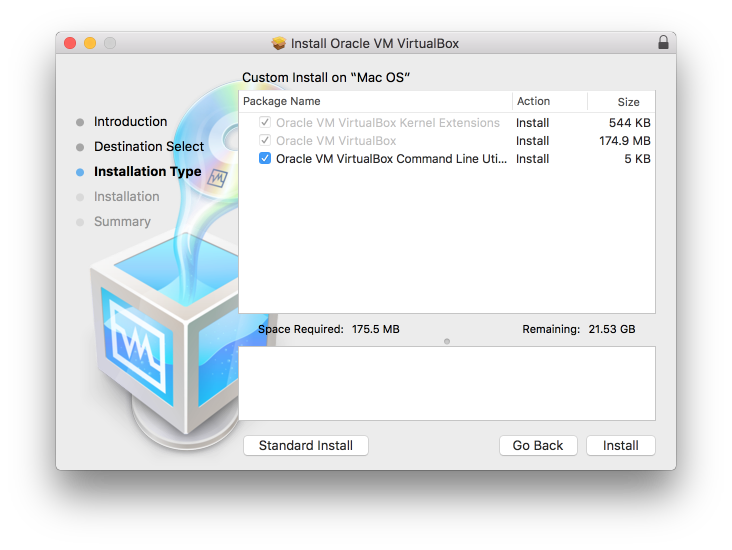 Install Oracle VM VirtualBox
Custom Install on “Mac OS“
Introduction
Destination Select
Installation Type
Installation
Summary
Package Name Action Size
Oracle VM VirtualBox Kernel Extensions Install 544 KB
Oracle VM VirtualBox Install 174.9 MB
Oracle VM VirtualBox Command Line Uti... Install 5 KB
Space Required: 175.5 MB Remaining: 21.53 GB
Standard Install Go Back Install